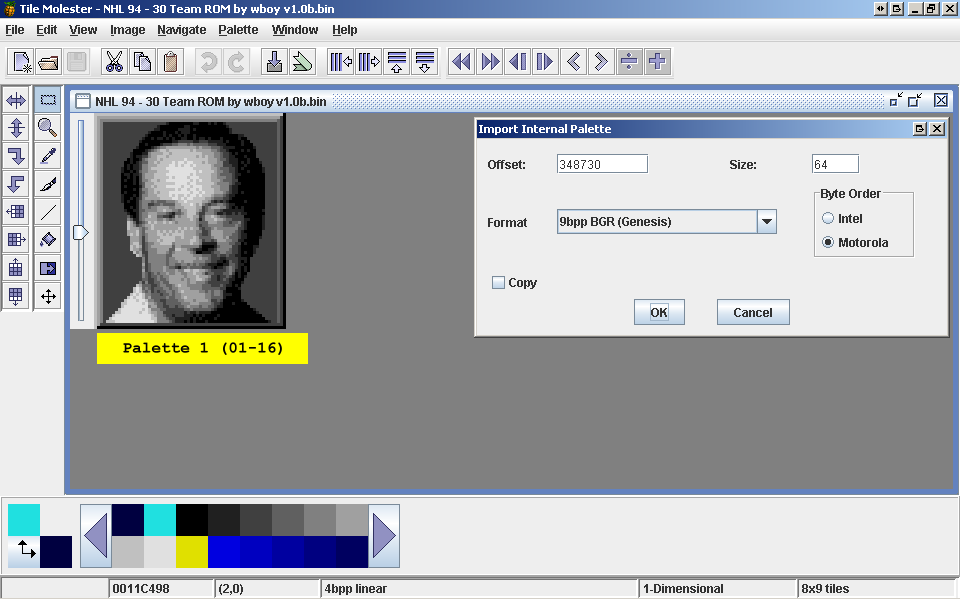 Tile Molester - NHL 94 - 30 Team ROM by wboy v1.0b.bin
File Edit View Image Navigate Palette Window Help
NHL 94 - 30 Team ROM by wboy v1.0b.bin
Import Internal Palette
Offset: 348730 Size: 64
Byte Order
Format 9bpp BGR (Genesis)
Intel
Motorola
Copy
OK Cancel
Palette 1 (01-16)
0011C498 (2,0) 4bpp linear 1-Dimensional 8x9 tiles